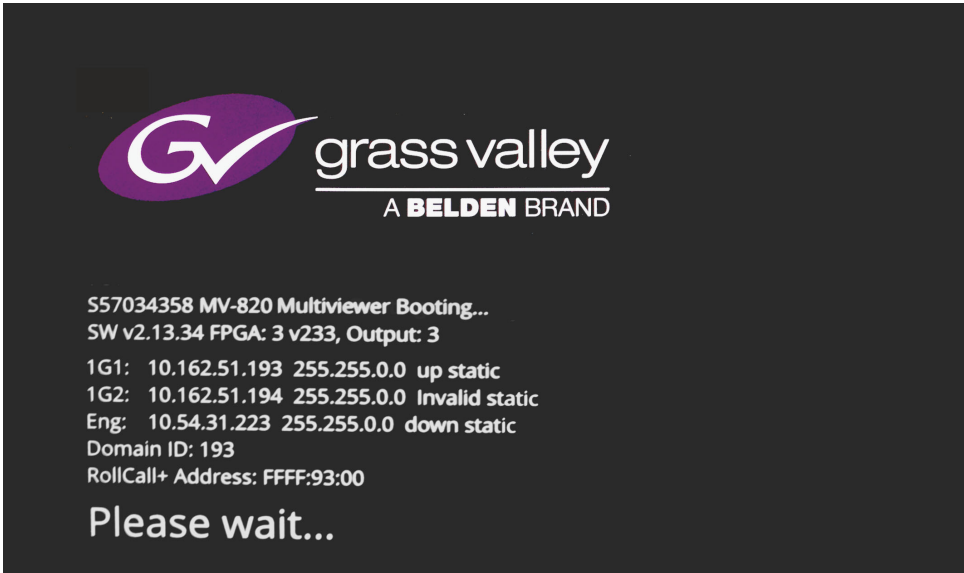 GV grass valley
A BELDEN BRAND
S57034358 MV-820 Multiviewer Booting...
SW v2.13.34 FPGA: 3 v233, Output: 3
1G1: 10.162.51.193 255.255.0.0 up static
1G2: 10.162.51.194 255.255.0.0 Invalid static
Eng: 10.54.31.223 255.255.0.0 down static
Domain ID: 193
RollCall+ Address: FFFF:93:00
Please wait...